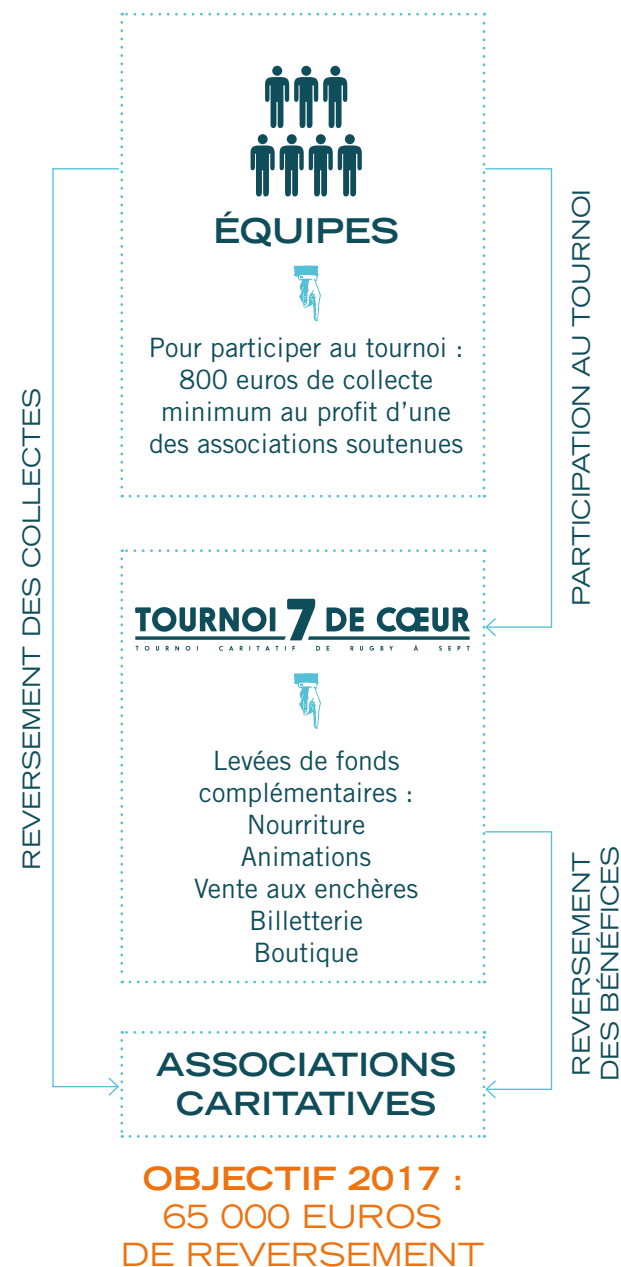 ÉQUIPES
Pour participer au tournoi :
800 euros de collecte
minimum au profit d’une
des associations soutenues
PARTICIPATION AU TOURNOI
REVERSEMENT DES COLLECTES
TOURNOI 7 DE CŒUR
TOURNOI CARITATIF DE RUGBY À SEPT
Levées de fonds
complémentaires :
Nourriture
Animations
Vente aux enchères
Billetterie
Boutique
REVERSEMENT
DES BÉNÉFICES
ASSOCIATIONS
CARITATIVES
OBJECTIF 2017 :
65 000 EUROS
DE REVERSEMENT